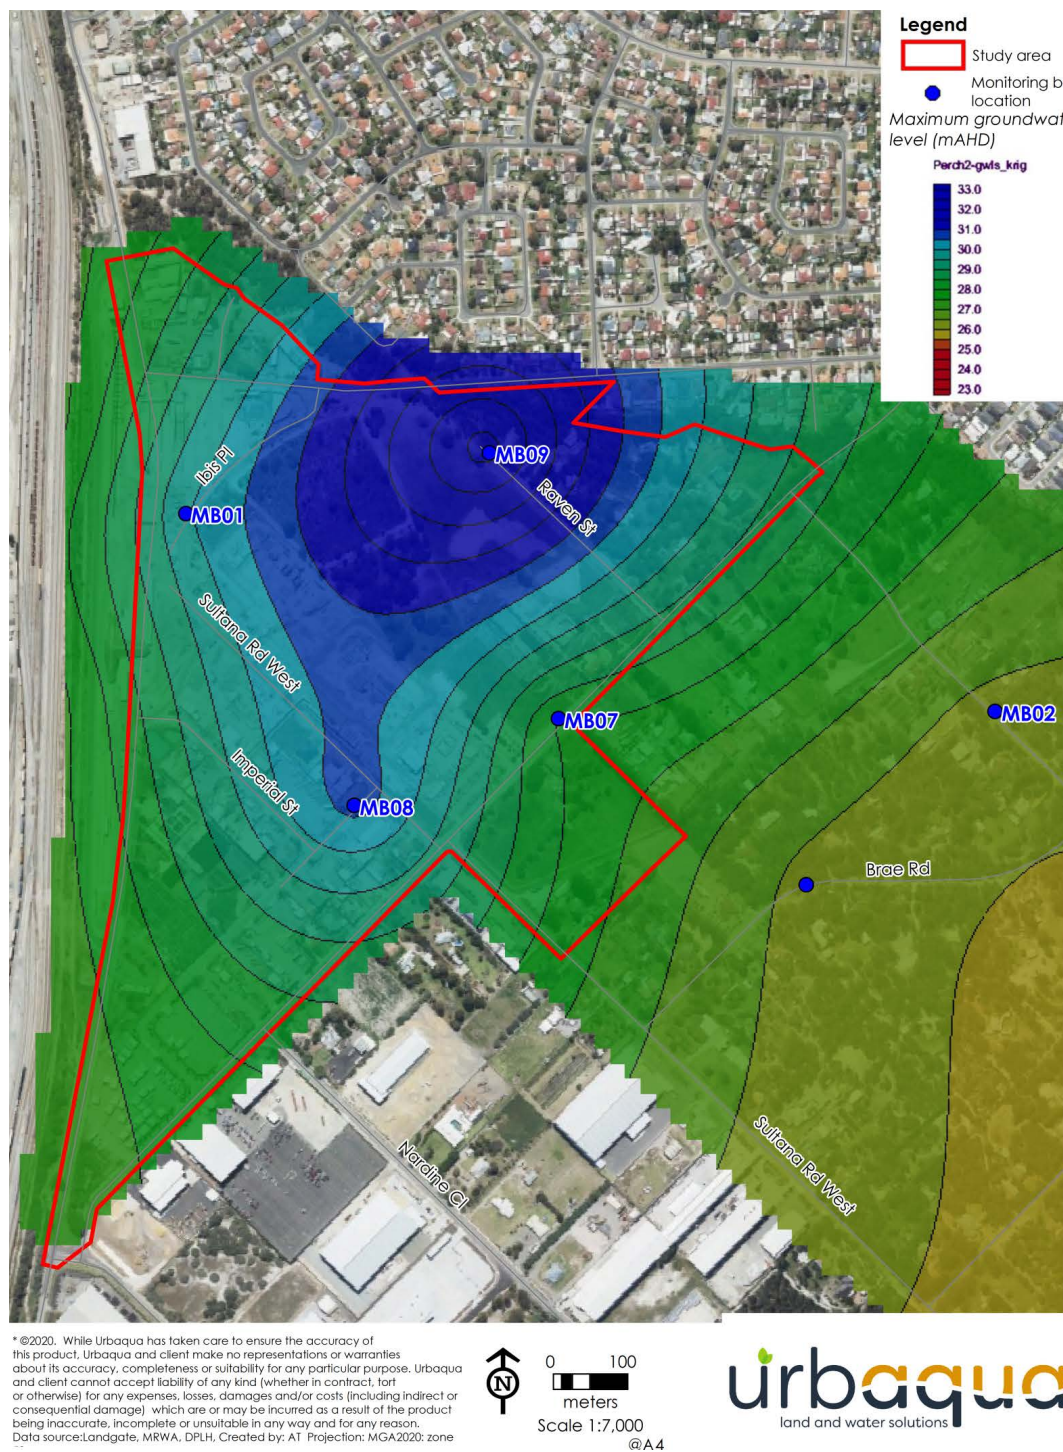 Legend
Study area
Monitoring b
location
Maximum groundwat
level (mAHD)
Perch2-gwls_krig
33.0
32.0
31.0
30.0
29.0
28.0
27.0
26.0
25.0
24.0
23.0
MB09
Ibis Pl
Raven St
MB01
Sultana Rd West
MB07
MB02
Imperial St
MB08
Brae Rd
Sultana Rd West
Nardine Cl
* ©2020. While Urbaqua has taken care to ensure the accuracy of
this product, Urbaqua and client make no representations or warranties
about its accuracy, completeness or suitability for any particular purpose. Urbaqua
and client cannot accept liability of any kind (whether in contract, tort
or otherwise) for any expenses, losses, damages and/or costs (including indirect or
consequential damage) which are or may be incurred as a result of the product
being inaccurate, incomplete or unsuitable in any way and for any reason.
Data source:Landgate, MRWA, DPLH, Created by: AT Projection: MGA2020: zone
N
0 100
meters
Scale 1:7,000
@A4
urbaqua
land and water solutions